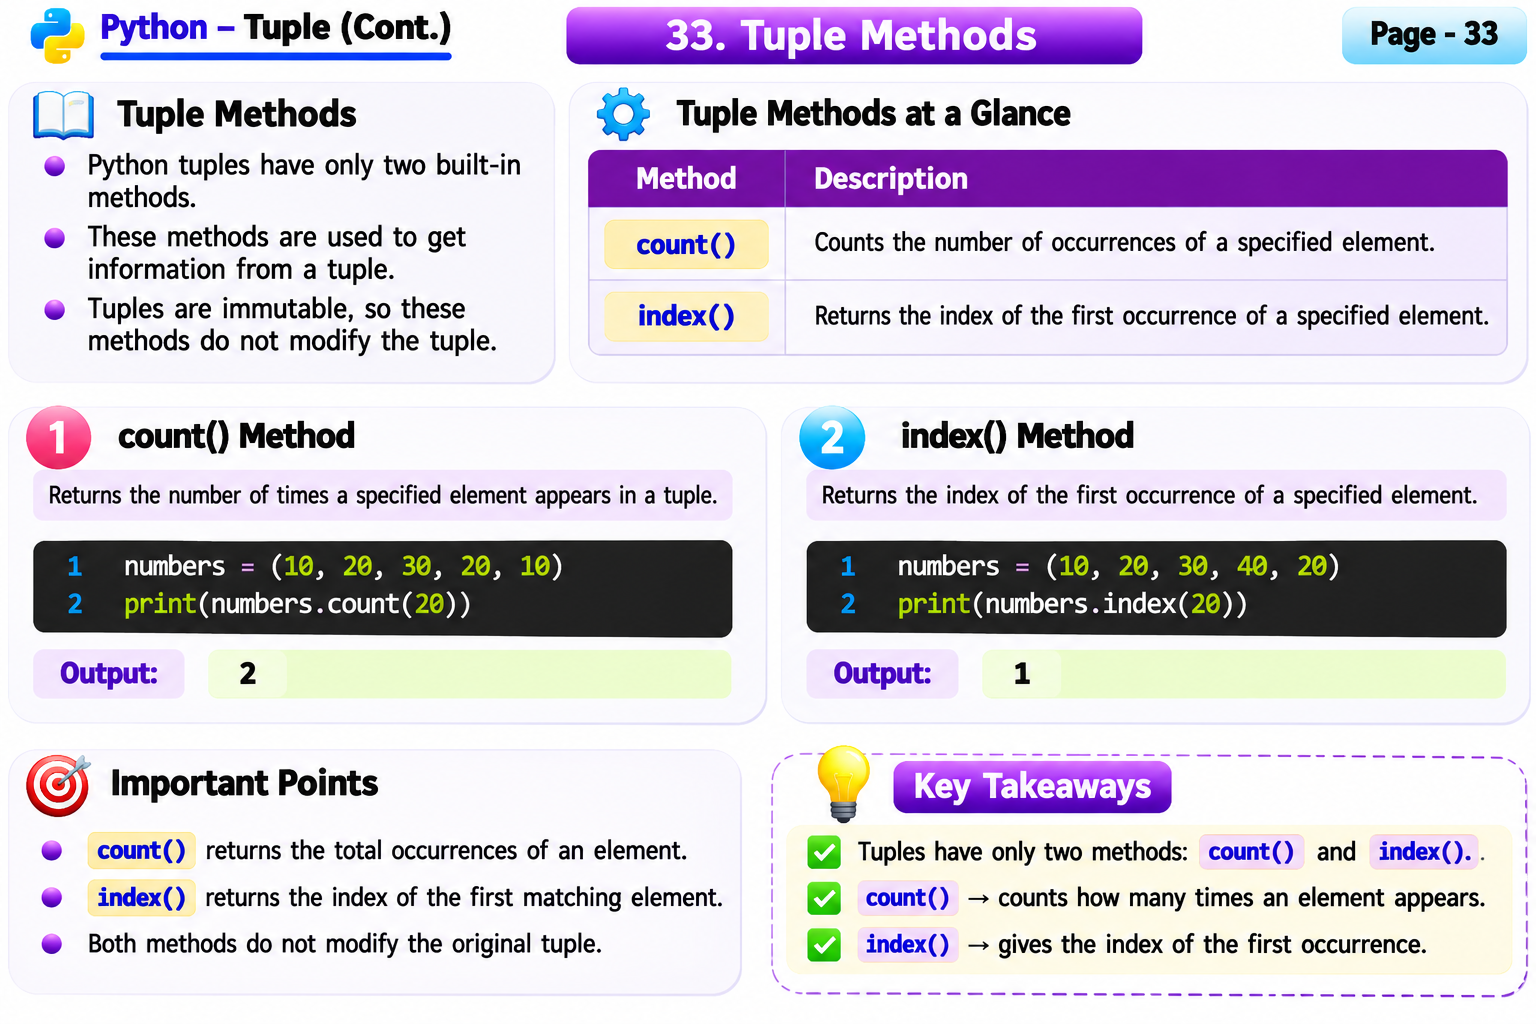 Python – Tuple (Cont.)
33. Tuple Methods
Page - 33
Tuple Methods
Python tuples have only two built-in
methods.
These methods are used to get
information from a tuple.
Tuples are immutable, so these
methods do not modify the tuple.
Tuple Methods at a Glance
Method Description
count() Counts the number of occurrences of a specified element.
index() Returns the index of the first occurrence of a specified element.
1 count() Method
Returns the number of times a specified element appears in a tuple.
1 numbers = (10, 20, 30, 20, 10)
2 print(numbers.count(20))
Output: 2
2 index() Method
Returns the index of the first occurrence of a specified element.
1 numbers = (10, 20, 30, 40, 20)
2 print(numbers.index(20))
Output: 1
Important Points
count() returns the total occurrences of an element.
index() returns the index of the first matching element.
Both methods do not modify the original tuple.
Key Takeaways
Tuples have only two methods: count() and index(). .
count() → counts how many times an element appears.
index() → gives the index of the first occurrence.